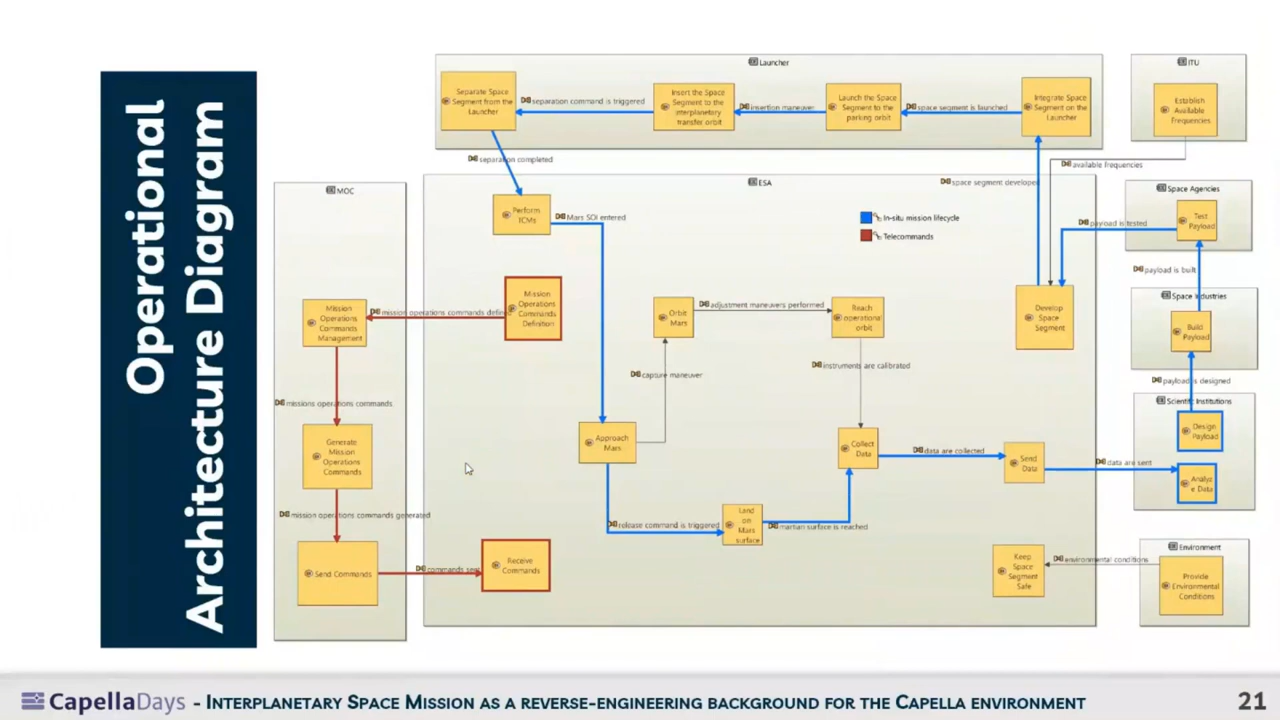 Operational
Architecture Diagram
Launcher
Separate Space
Segment from the
Launcher
separation command is triggered
Insert the Space
Segment to the
interplanetary
transfer orbit
insertion maneuver
Launch the Space
Segment to the
parking orbit
space segment is launched
Integrate Space
Segment on the
Launcher
ITU
Establish
Available
Frequencies
available frequencies
separation completed
MOC
ESA
space segment developed
Space Agencies
Test
Payload
payload is tested
Perform
TCMs
Mars SOI entered
In-situ mission lifecycle
Telecommands
payload is built
Space Industries
Build
Payload
payload is designed
Scientific Institutions
Design
Payload
Analyz
e Data
Mission
Operations
Commands
Management
mission operations commands defin
Mission
Operations
Commands
Definition
Orbit
Mars
adjustment maneuvers performed
Reach
operational
orbit
Develop
Space
Segment
capture maneuver
instruments are calibrated
missions operations commands
Generate
Mission
Operations
Commands
Approach
Mars
Collect
Data
data are collected
Send
Data
data are sent
mission operations commands generated
release command is triggered
Land
on
Mars
surface
martian surface is reached
Send Commands
commands sent
Receive
Commands
Keep
Space
Segment
Safe
environmental conditions
Environment
Provide
Environmental
Conditions
CapellaDays - Interplanetary Space Mission as a reverse-engineering background for the Capella environment
21